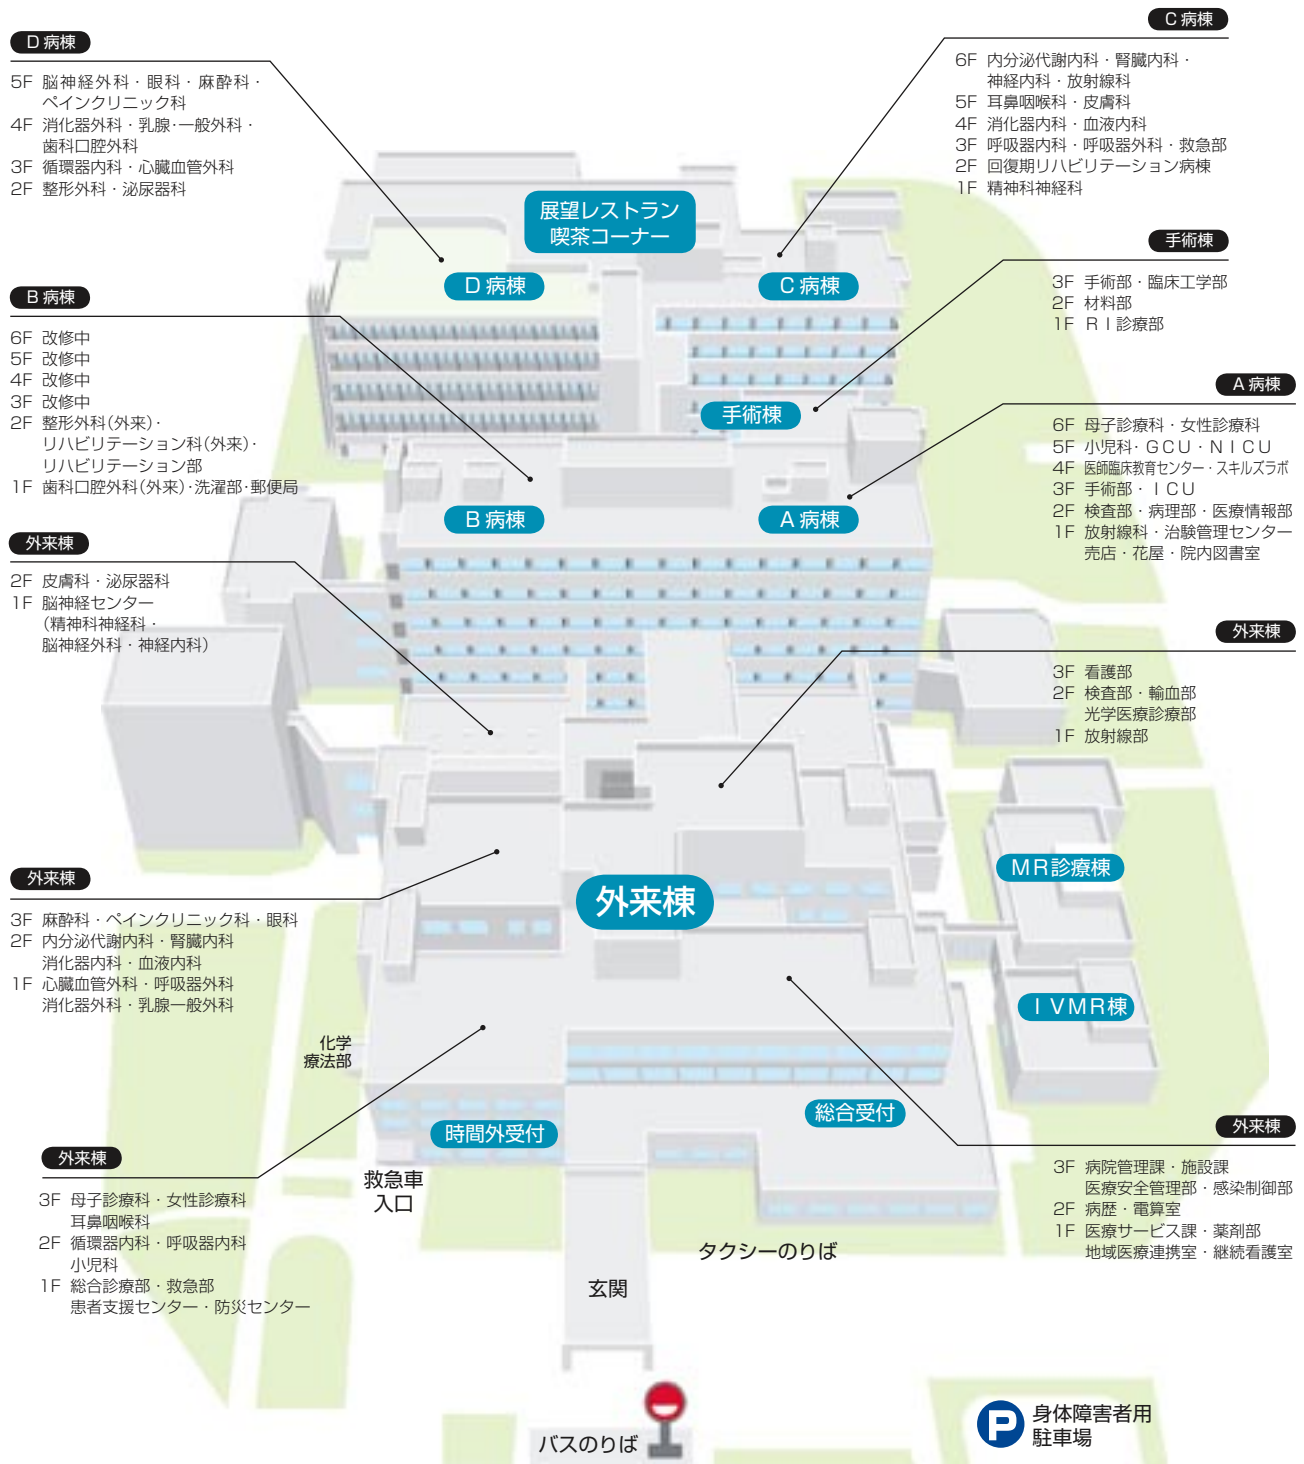 D 病棟
5F 脳神経外科・眼科・麻酔科・
ペインクリニック科
4F 消化器外科・乳腺・一般外科・
歯科口腔外科
3F 循環器内科・心臓血管外科
2F 整形外科・泌尿器科
C 病棟
6F 内分泌代謝内科・腎臓内科・
神経内科・放射線科
5F 耳鼻咽喉科・皮膚科
4F 消化器内科・血液内科
3F 呼吸器内科・呼吸器外科・救急部
2F 回復期リハビリテーション病棟
1F 精神科神経科
展望レストラン
喫茶コーナー
D 病棟
C 病棟
手術棟
3F 手術部・臨床工学部
2F 材料部
1F RI診療部
B 病棟
6F 改修中
5F 改修中
4F 改修中
3F 改修中
2F 整形外科(外来)・
リハビリテーション科(外来)・
リハビリテーション部
1F 歯科口腔外科(外来)・洗濯部・郵便局
手術棟
A 病棟
6F 母子診療科・女性診療科
5F 小児科・GCU・NICU
4F 医師臨床教育センター・スキルズラボ
3F 手術部・ICU
2F 検査部・病理部・医療情報部
1F 放射線科・治験管理センター
売店・花屋・院内図書室
B 病棟
A 病棟
外来棟
2F 皮膚科・泌尿器科
1F 脳神経センター
(精神科神経科・
脳神経外科・神経内科)
外来棟
3F 看護部
2F 検査部・輸血部
光学医療診療部
1F 放射線部
外来棟
3F 麻酔科・ペインクリニック科・眼科
2F 内分泌代謝内科・腎臓内科
消化器内科・血液内科
1F 心臓血管外科・呼吸器外科
消化器外科・乳腺一般外科
外来棟
MR診療棟
IVMR棟
化学
療法部
時間外受付
総合受付
外来棟
3F 母子診療科・女性診療科
耳鼻咽喉科
2F 循環器内科・呼吸器内科
小児科
1F 総合診療部・救急部
患者支援センター・防災センター
救急車
入口
外来棟
3F 病院管理課・施設課
医療安全管理部・感染制御部
2F 病歴・電算室
1F 医療サービス課・薬剤部
地域医療連携室・継続看護室
タクシーのりば
玄関
バスのりば
P 身体障害者用
駐車場